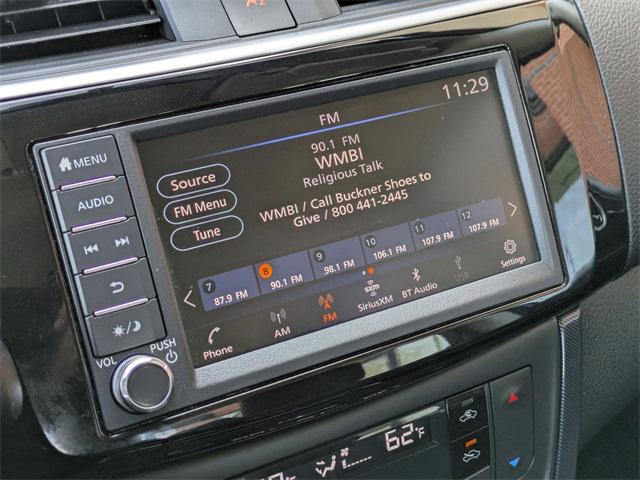 A/2
11:29
FM
90.1 FM
WMBI
Religious Talk
WMBI / Call Buckner Shoes to
Give / 800 441-2445
MENU
AUDIO
VOL
PUSH
Source
FM Menu
Tune
7 87.9 FM
8 90.1 FM
9 98.1 FM
10 106.1 FM
11 107.9 FM
12 107.9 FM
Phone
AM
FM
sxm
SiriusXM
BT Audio
USB
Settings
62°F